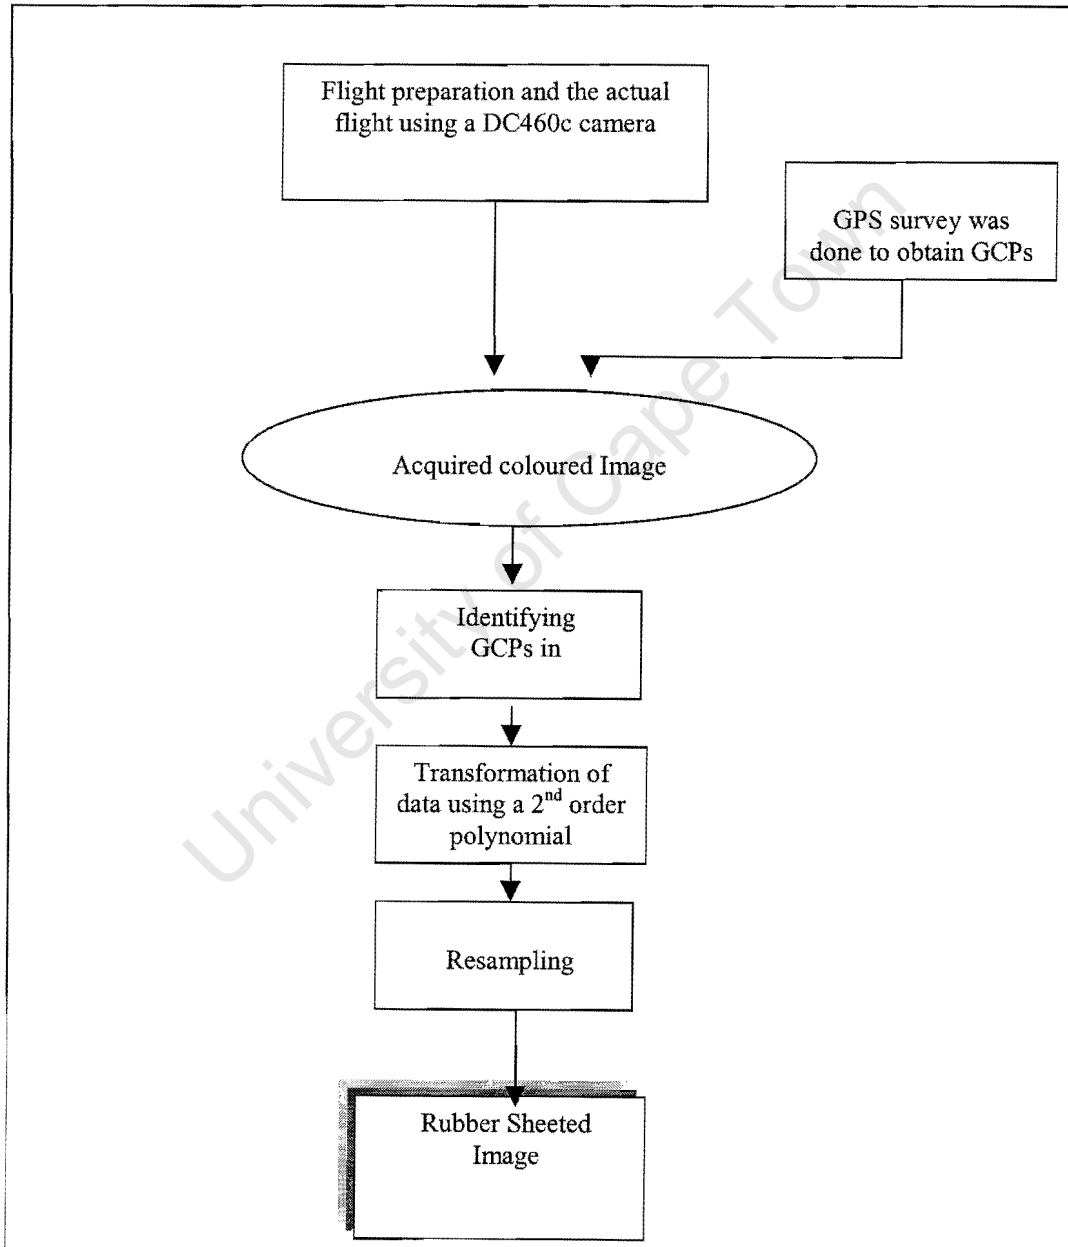 Flight preparation and the actual
flight using a DC460c camera
GPS survey was
done to obtain GCPs
Acquired coloured Image
Identifying
GCPs in
Transformation of
data using a 2nd order
polynomial
Resampling
Rubber Sheeted
Image
University of Cape Town